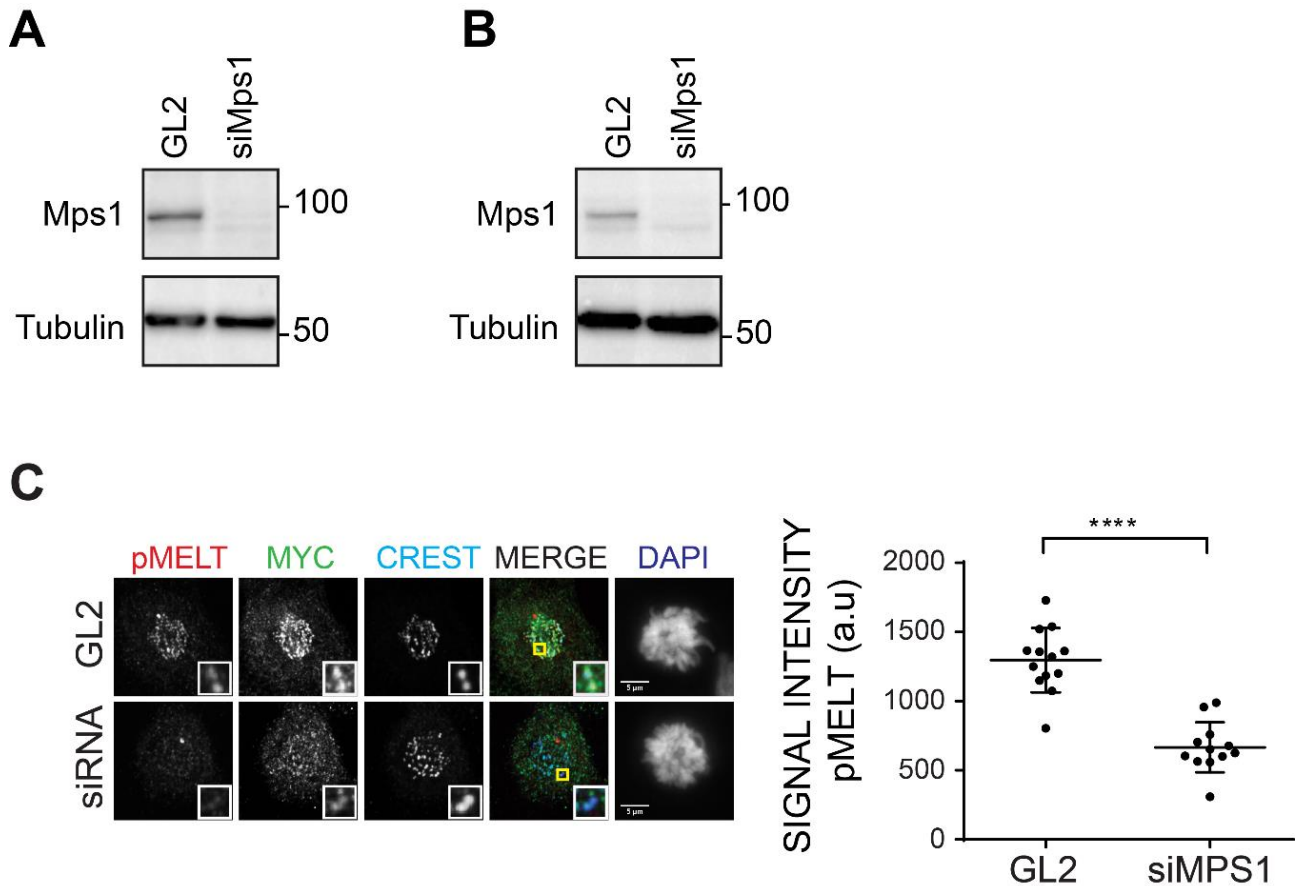 A
GL2
siMps1
Mps1
100
Tubulin
50
B
GL2
siMps1
Mps1
100
Tubulin
50
C
pMELT MYC CREST MERGE DAPI
GL2
5 µm
siRNA
5 µm
SIGNAL INTENSITY
pMELT (a.u)
****
2000
1500
1000
500
0
GL2 siMPS1